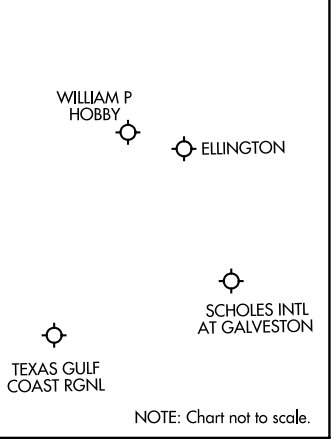 WILLIAM P
HOBBY
ELLINGTON
SCHOLES INTL
AT GALVESTON
TEXAS GULF
COAST RGNL
NOTE: Chart not to scale.